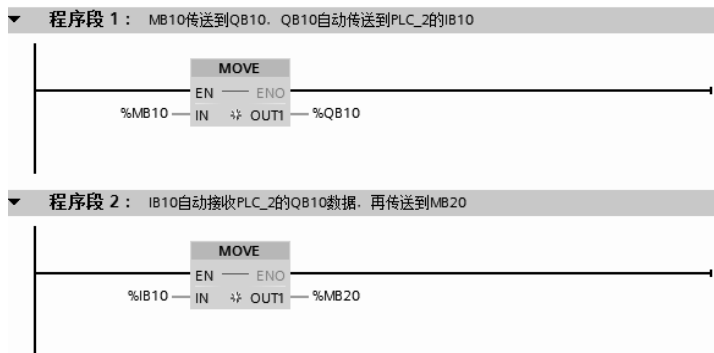 程序段 1： MB10传送到QB10. QB10自动传送到PLC_2的IB10
MOVE
EN ENO
%MB10 IN OUT1 %QB10
程序段 2： IB10自动接收PLC_2的QB10数据. 再传送到MB20
MOVE
EN ENO
%IB10 IN OUT1 %MB20